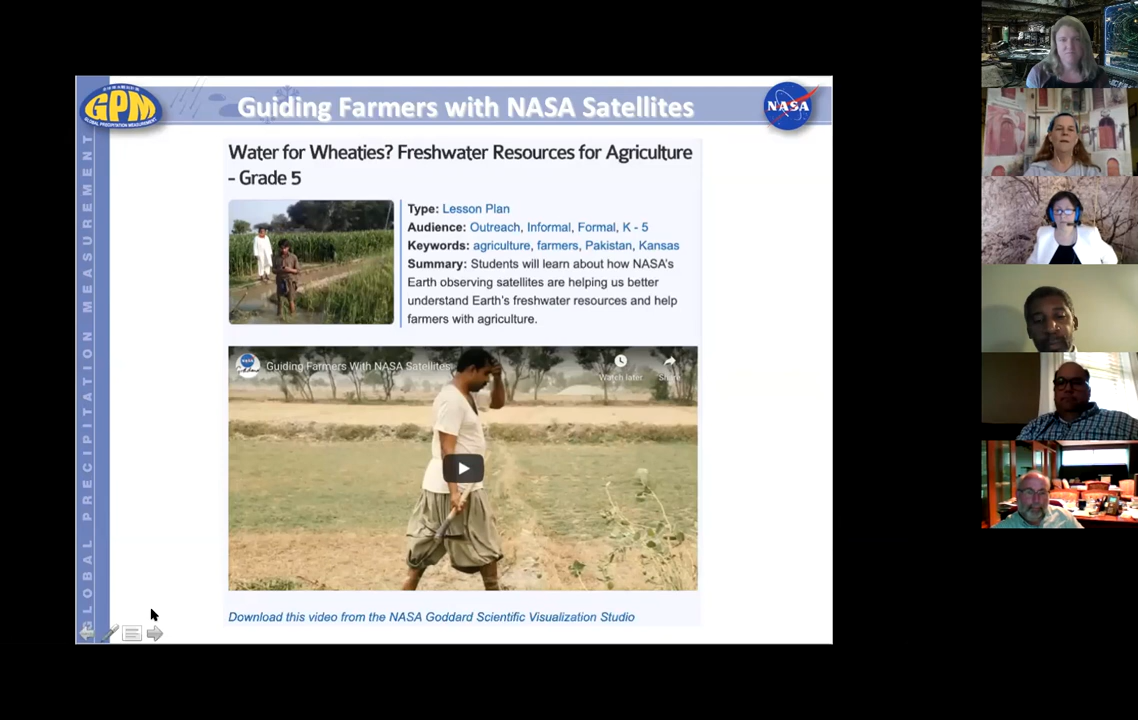 GPM
GLOBAL PRECIPITATION MEASUREMENT
Guiding Farmers with NASA Satellites
NASA
GLOBAL PRECIPITATION MEASUREMENT
Water for Wheaties? Freshwater Resources for Agriculture
- Grade 5
Type: Lesson Plan
Audience: Outreach, Informal, Formal, K - 5
Keywords: agriculture, farmers, Pakistan, Kansas
Summary: Students will learn about how NASA's
Earth observing satellites are helping us better
understand Earth's freshwater resources and help
farmers with agriculture.
Guiding Farmers With NASA Satellites
Watch later
Share
Download this video from the NASA Goddard Scientific Visualization Studio